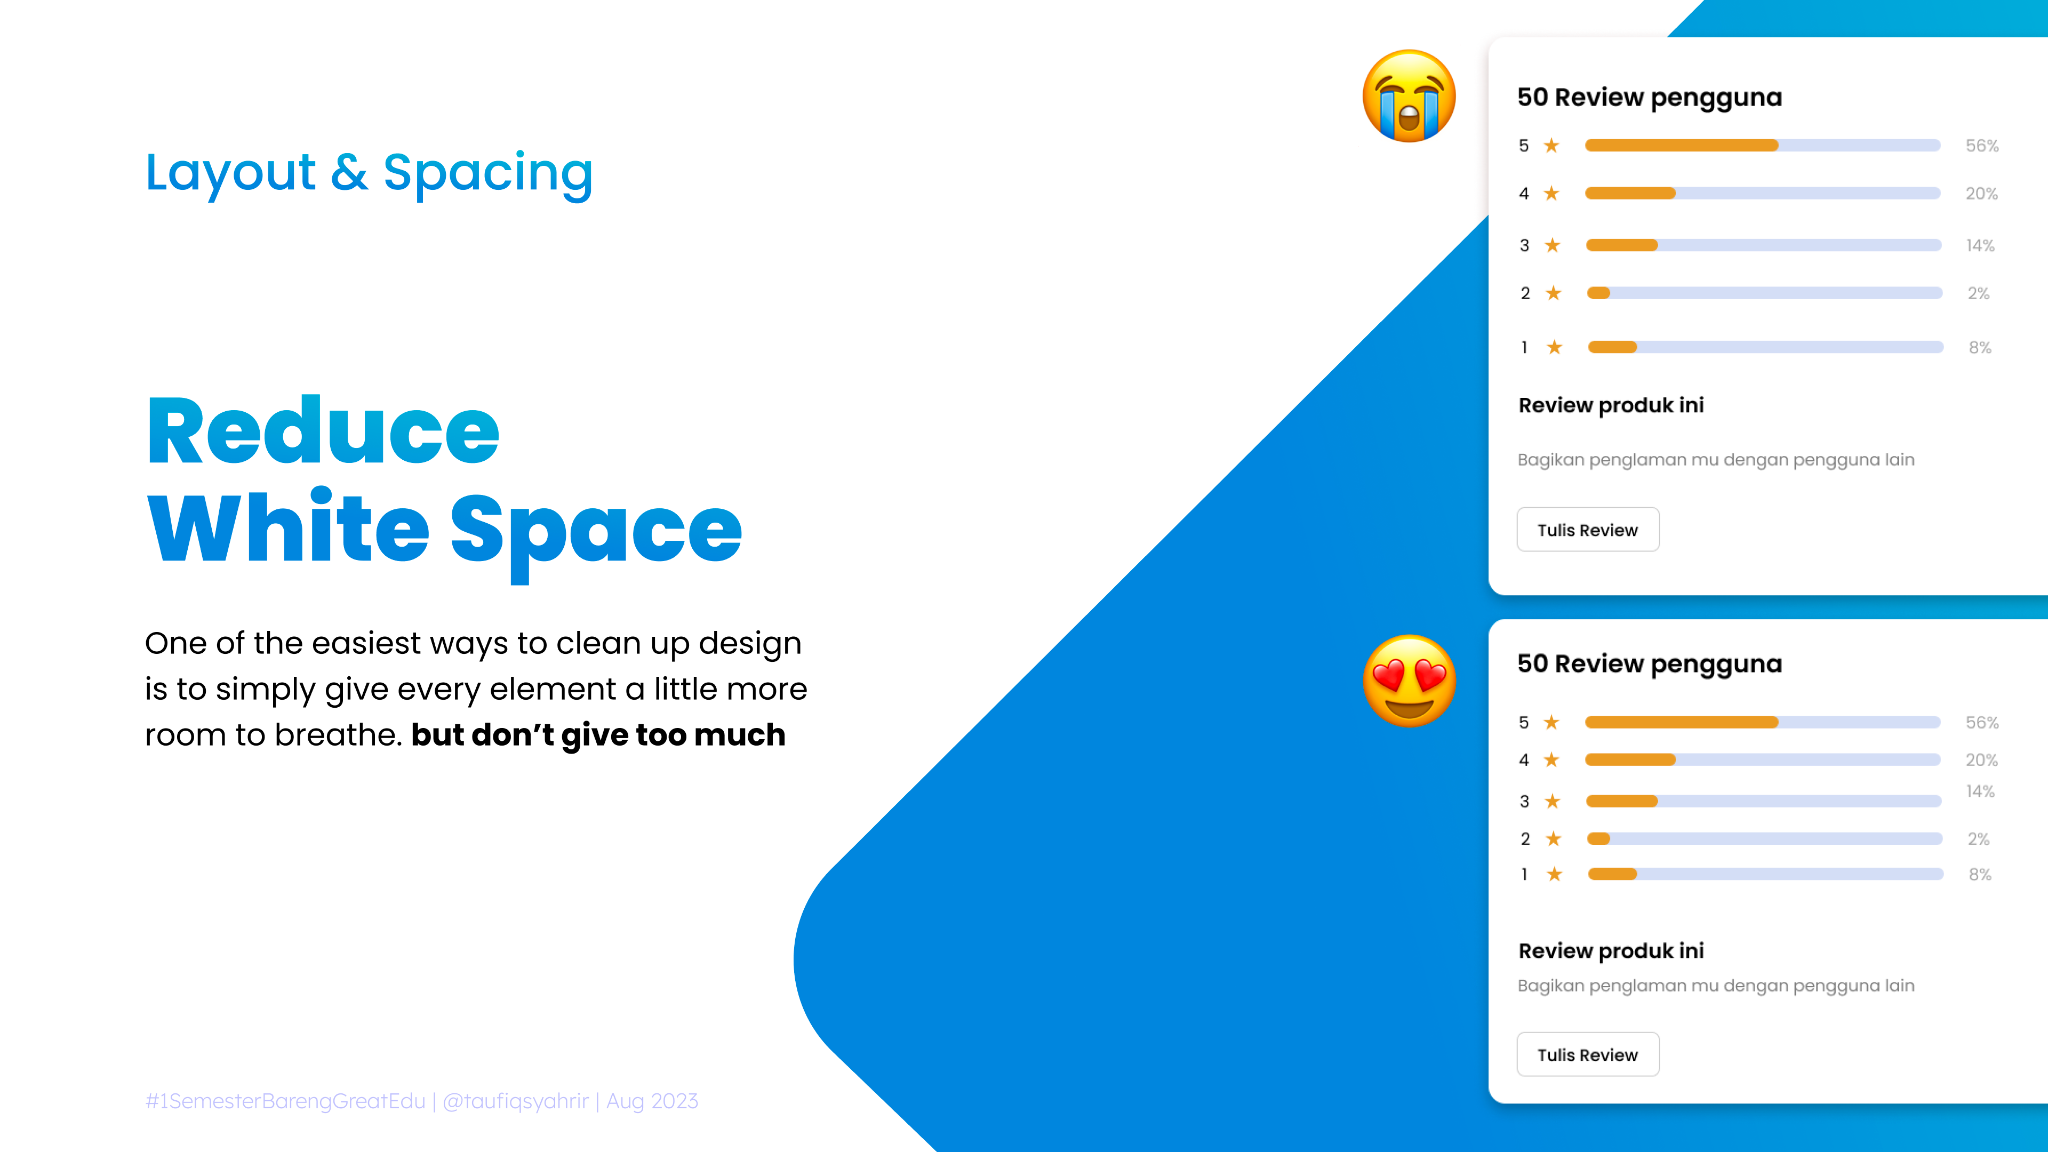 Layout & Spacing
Reduce
White Space
One of the easiest ways to clean up design
is to simply give every element a little more
room to breathe. but don’t give too much
#1SemesterBarengGreatEdu | @taufiqsyahrir | Aug 2023
50 Review pengguna
5 ★ 56%
4 ★ 20%
3 ★ 14%
2 ★ 2%
1 ★ 8%
Review produk ini
Bagikan penglaman mu dengan pengguna lain
Tulis Review
50 Review pengguna
5 ★ 56%
4 ★ 20%
3 ★ 14%
2 ★ 2%
1 ★ 8%
Review produk ini
Bagikan penglaman mu dengan pengguna lain
Tulis Review